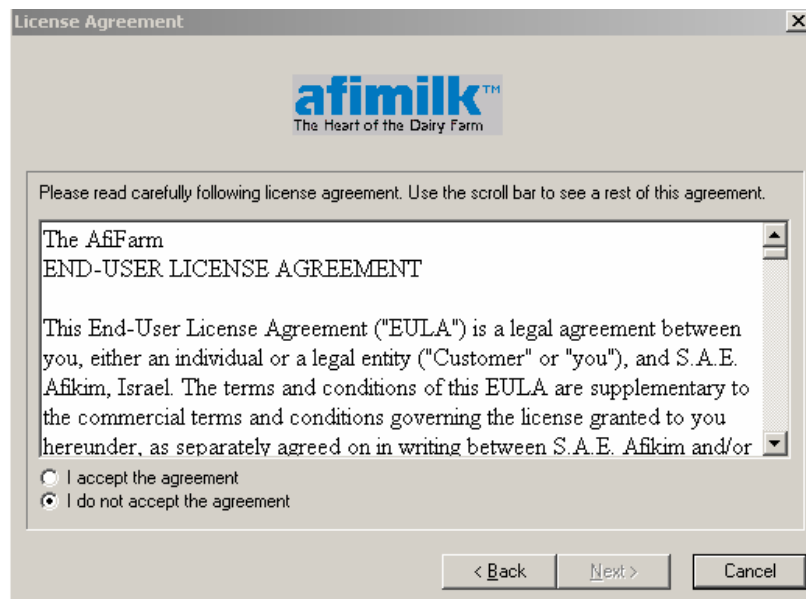 License Agreement
afimilk™
The Heart of the Dairy Farm
Please read carefully following license agreement. Use the scroll bar to see a rest of this agreement.
The AfiFarm
END-USER LICENSE AGREEMENT
This End-User License Agreement ("EULA") is a legal agreement between
you, either an individual or a legal entity ("Customer" or "you"), and S.A.E.
Afikim, Israel. The terms and conditions of this EULA are supplementary to
the commercial terms and conditions governing the license granted to you
hereunder, as separately agreed on in writing between S.A.E. Afikim and/or
I accept the agreement
I do not accept the agreement
< Back Next > Cancel